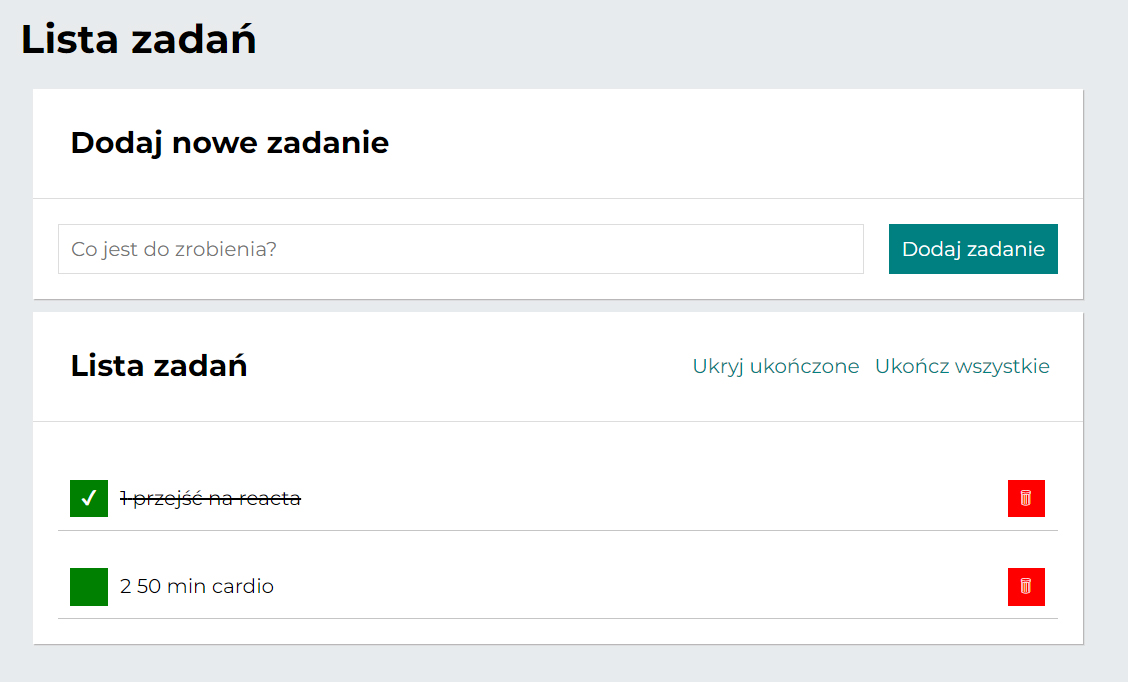 Lista zadań
Dodaj nowe zadanie
Co jest do zrobienia?
Dodaj zadanie
Lista zadań
Ukryj ukończone Ukończ wszystkie
1 przejść na reacta
2 50 min cardio